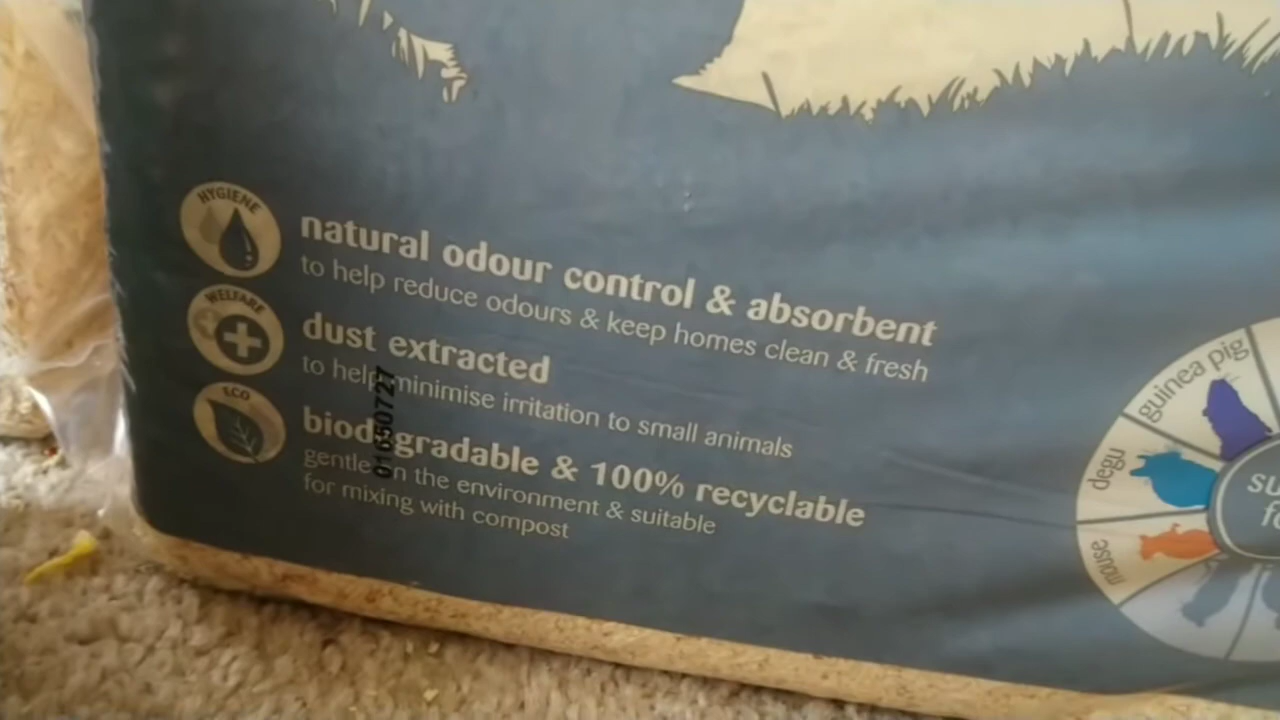 HYGIENE
natural odour control & absorbent
to help reduce odours & keep homes clean & fresh
WELFARE
dust extracted
to help minimise irritation to small animals
ECO
biodegradable & 100% recyclable
gentle on the environment & suitable
for mixing with compost
01650727
guinea pig
degu
mouse